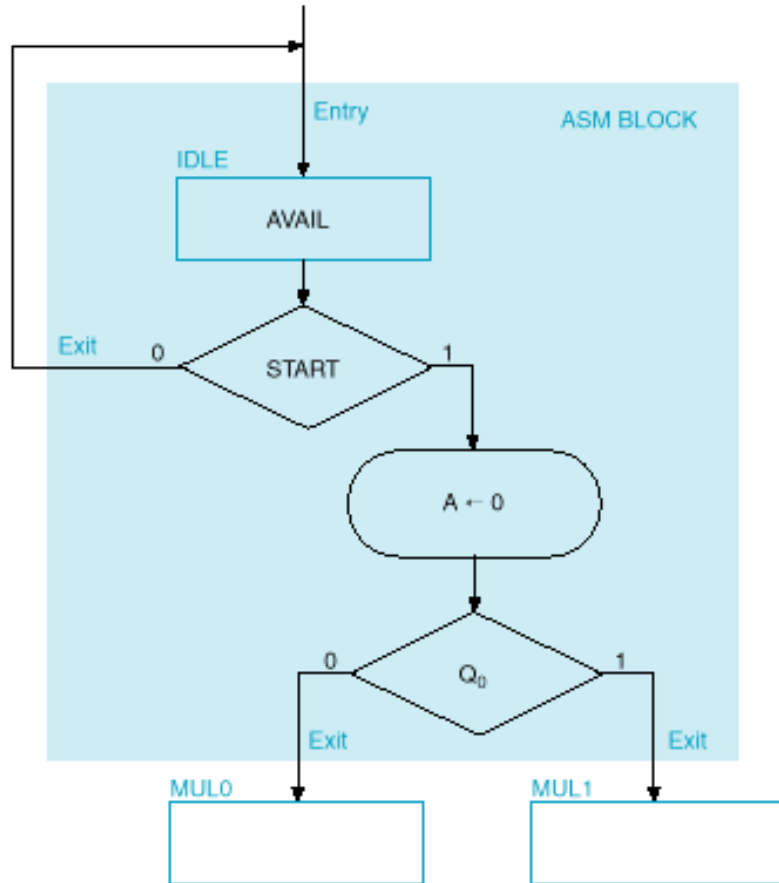 Entry
ASM BLOCK
IDLE
AVAIL
Exit
0
START
1
A ← 0
0
Q₀
1
Exit
Exit
MUL0
MUL1